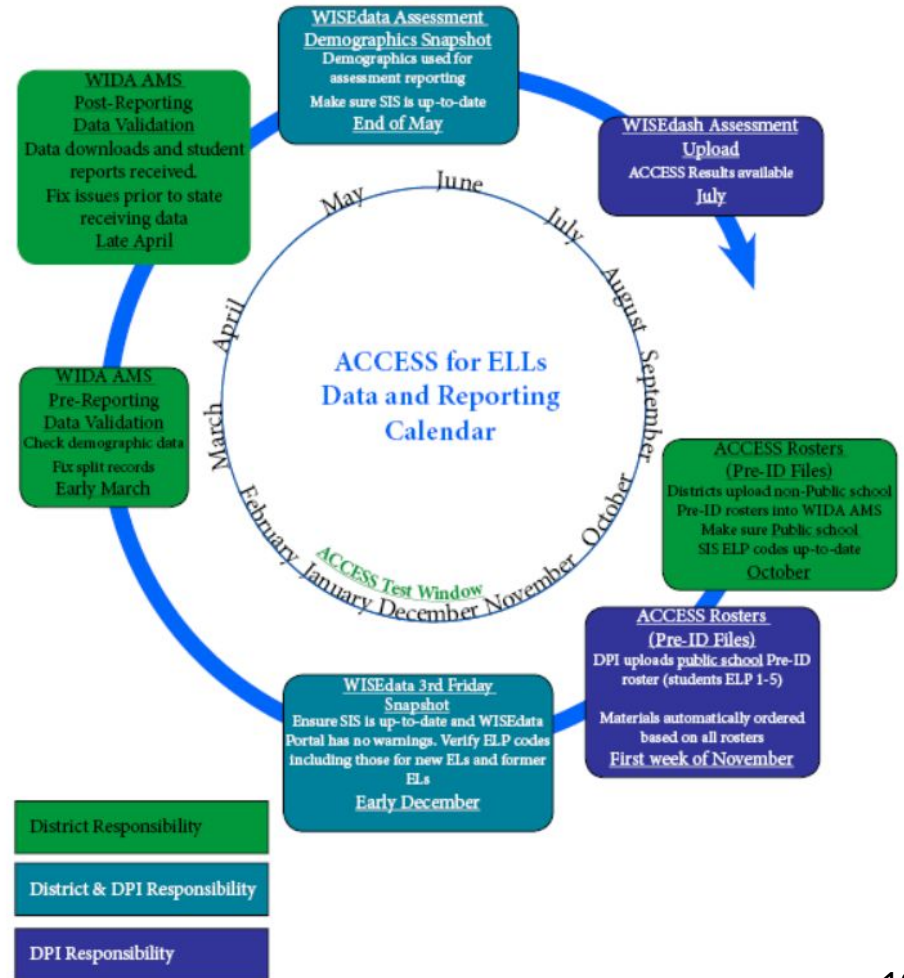 WISEdata Assessment
Demographics Snapshot
Demographics used for
assessment reporting
Make sure SIS is up-to-date
End of May
WIDA AMS
Post-Reporting
Data Validation
Data downloads and student
reports received.
Fix issues prior to state
receiving data
Late April
WISEdash Assessment
Upload
ACCESS Results available
July
May
June
July
August
September
October
November
December
January
February
March
April
ACCESS Test Window
ACCESS for ELLs
Data and Reporting
Calendar
WIDA AMS
Pre-Reporting
Data Validation
Check demographic data
Fix split records
Early March
ACCESS Rosters
(Pre-ID Files)
Districts upload non-Public school
Pre-ID rosters into WIDA AMS
Make sure Public school
SIS ELP codes up-to-date
October
ACCESS Rosters
(Pre-ID Files)
DPI uploads public school Pre-ID
roster (students ELP 1-5)
Materials automatically ordered
based on all rosters
First week of November
WISEdata 3rd Friday
Snapshot
Ensure SIS is up-to-date and WISEdata
Portal has no warnings. Verify ELP codes
including those for new ELs and former
ELs
Early December
District Responsibility
District & DPI Responsibility
DPI Responsibility